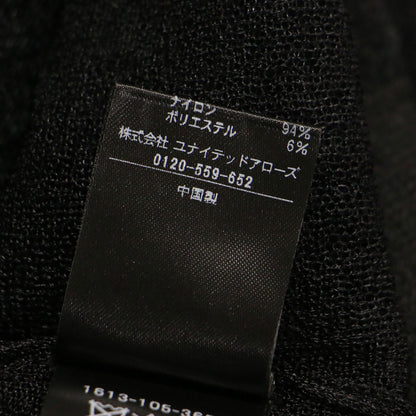 ナイロン 94%
ポリエステル 6%
株式会社 ユナイテッドアローズ
0120-559-652
中国製